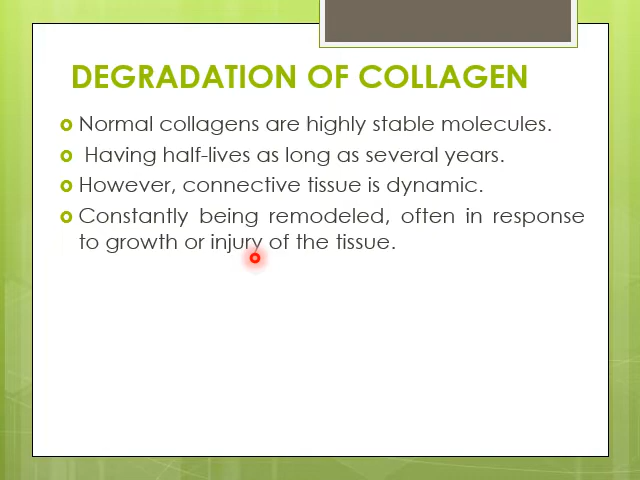 DEGRADATION OF COLLAGEN
Normal collagens are highly stable molecules.
Having half-lives as long as several years.
However, connective tissue is dynamic.
Constantly being remodeled, often in response
to growth or injury of the tissue.